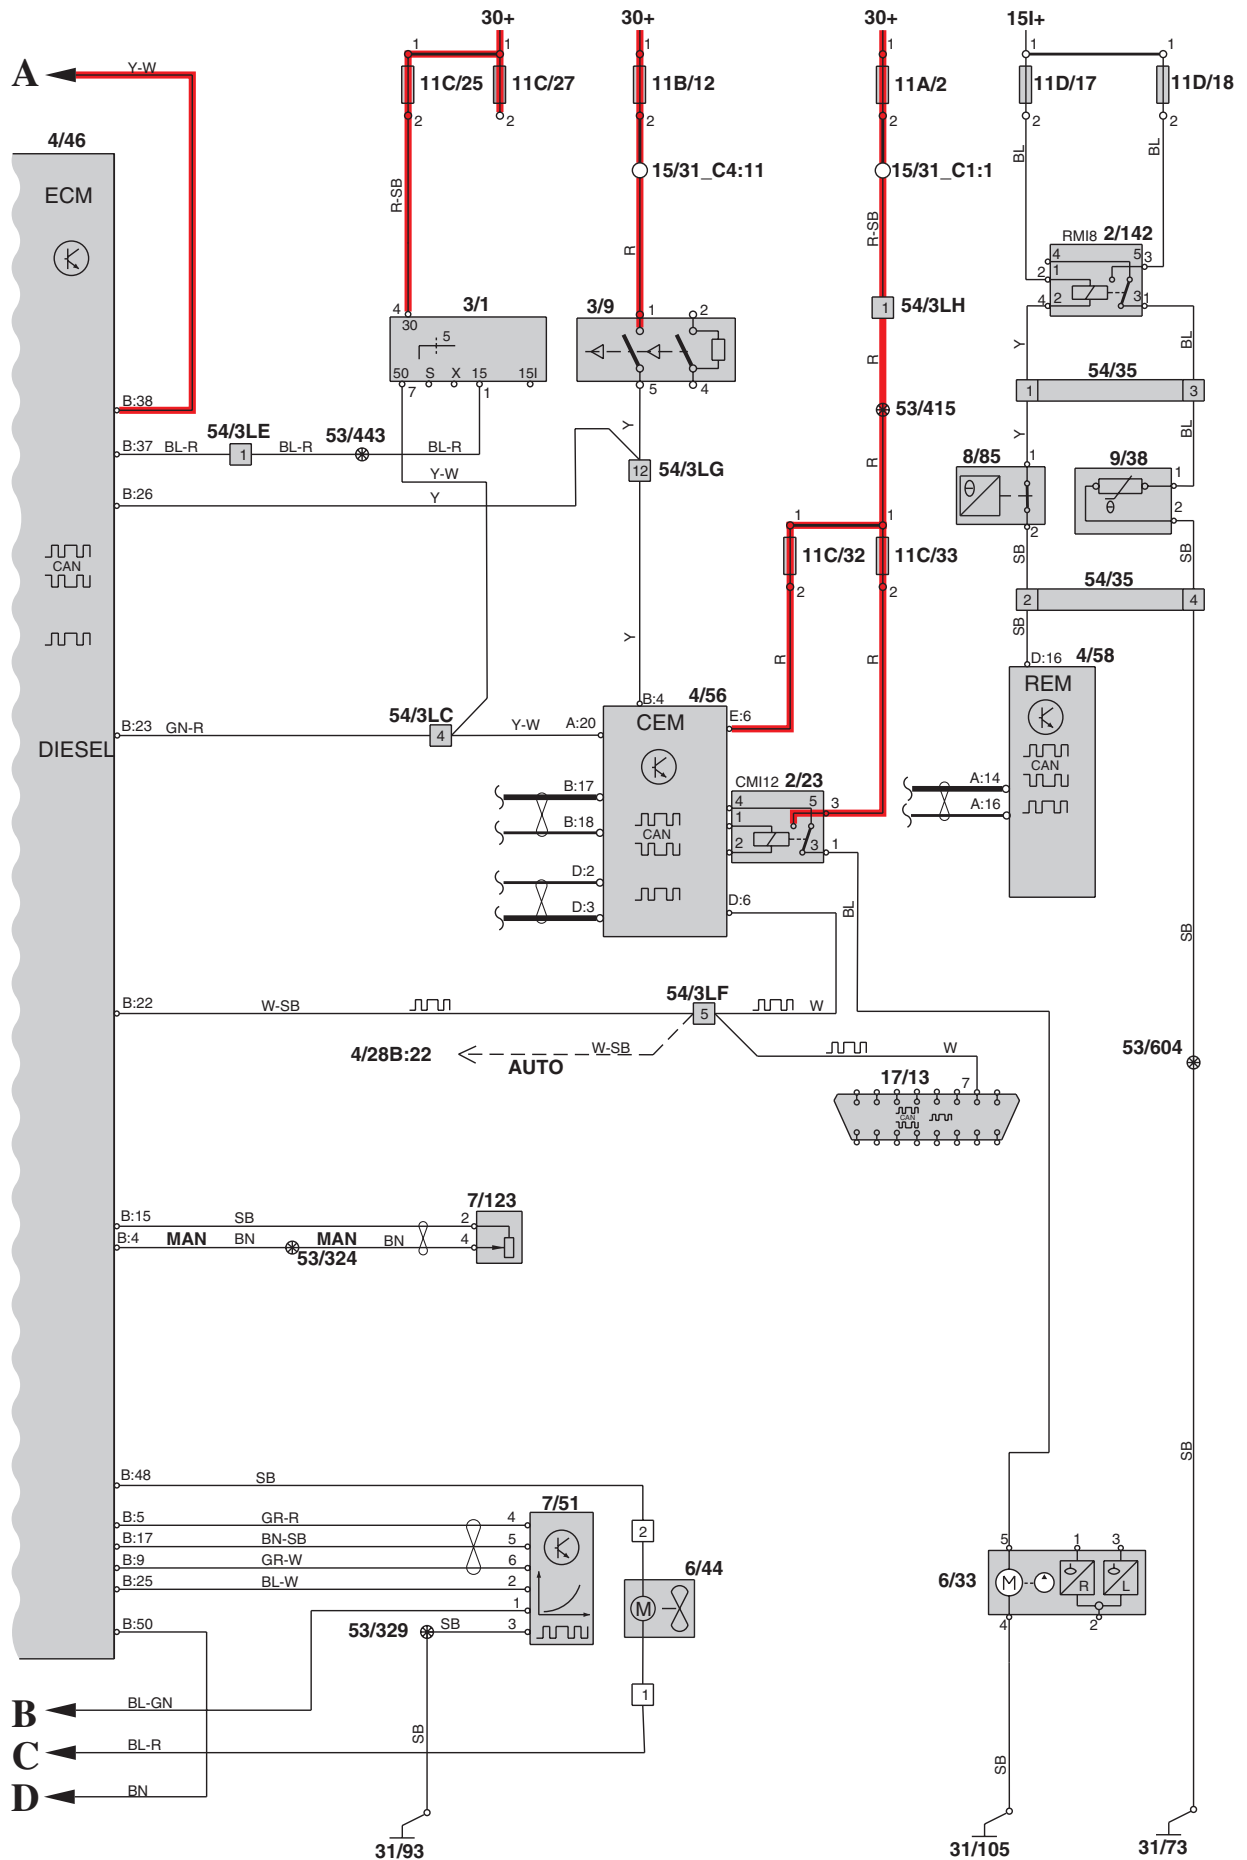 30+ 30+ 30+ 15I+
1 1 1 1 1 1
A Y-W
11C/25 11C/27 11B/12 11A/2 11D/17 11D/18
2 2 2 2 2 2
4/46
BL BL
15/31_C4:11 15/31_C1:1
ECM
R-SB R R-SB
RMI8 2/142
4 5 3
2 1
4 2 3 1
3/1 3/9 54/3LH
4 1 2 1
30
5
Y BL
R
50 S X 15 15I
7 1 5 4
54/35
1 3
B:38
53/415
54/3LE 53/443
Y Y BL
B:37 BL-R 1 BL-R BL-R
8/85 1 9/38
Y-W 12 54/3LG R
1
θ θ
2
B:26 Y
1 1
2
SB SB
CAN
11C/32 11C/33
2 2
54/35
2 4
SB
Y R R
D:16 4/58
REM
B:4 4/56
54/3LC
E:6
B:23 GN-R 4 Y-W A:20 CEM
DIESEL
CAN
CMI12 2/23
A:14
B:17
4 5 3
A:16
1
B:18 CAN
2 3 1
D:2
D:3
D:6
BL
SB
54/3LF
B:22 W-SB 5 W
4/28B:22 W-SB W
AUTO
53/604
17/13 7
CAN
7/123
B:15 SB 2
B:4 MAN BN MAN BN 4
53/324
SB
B:48 SB
7/51
B:5 GR-R 4
B:17 BN-SB 5
2
5 1 3
B:9 GR-W 6
6/44
B:25 BL-W 2
6/33 M R L
1
M
B:50
53/329 SB 3
4 2
1
B BL-GN
SB
C BL-R
SB
D BN
31/93 31/105 31/73